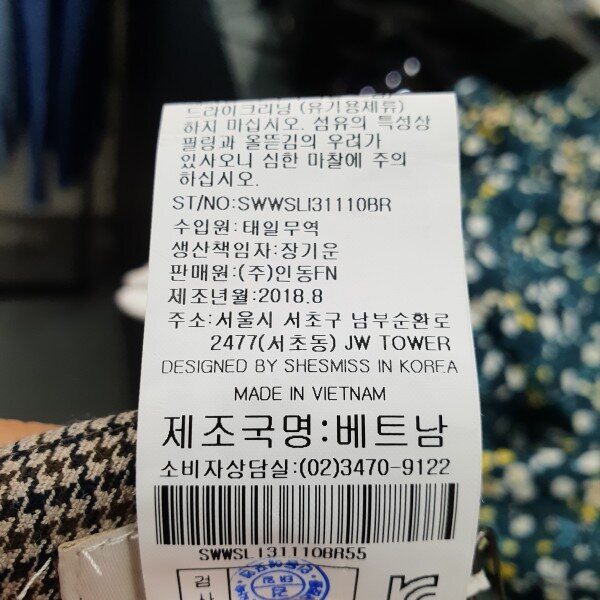 드라이크리닝 (유기용제류)
하지 마십시오. 섬유의 특성상
필링과 올뜯김의 우려가
있사오니 심한 마찰에 주의
하십시오.
ST/NO:SWWSLI31110BR
수입원:태일무역
생산책임자:장기운
판매원:(주)인동FN
제조년월:2018.8
주소:서울시 서초구 남부순환로
2477(서초동) JW TOWER
DESIGNED BY SHESMISS IN KOREA
MADE IN VIETNAM
제조국명:베트남
소비자상담실:(02)3470-9122
SWWSLI31110BR55
검